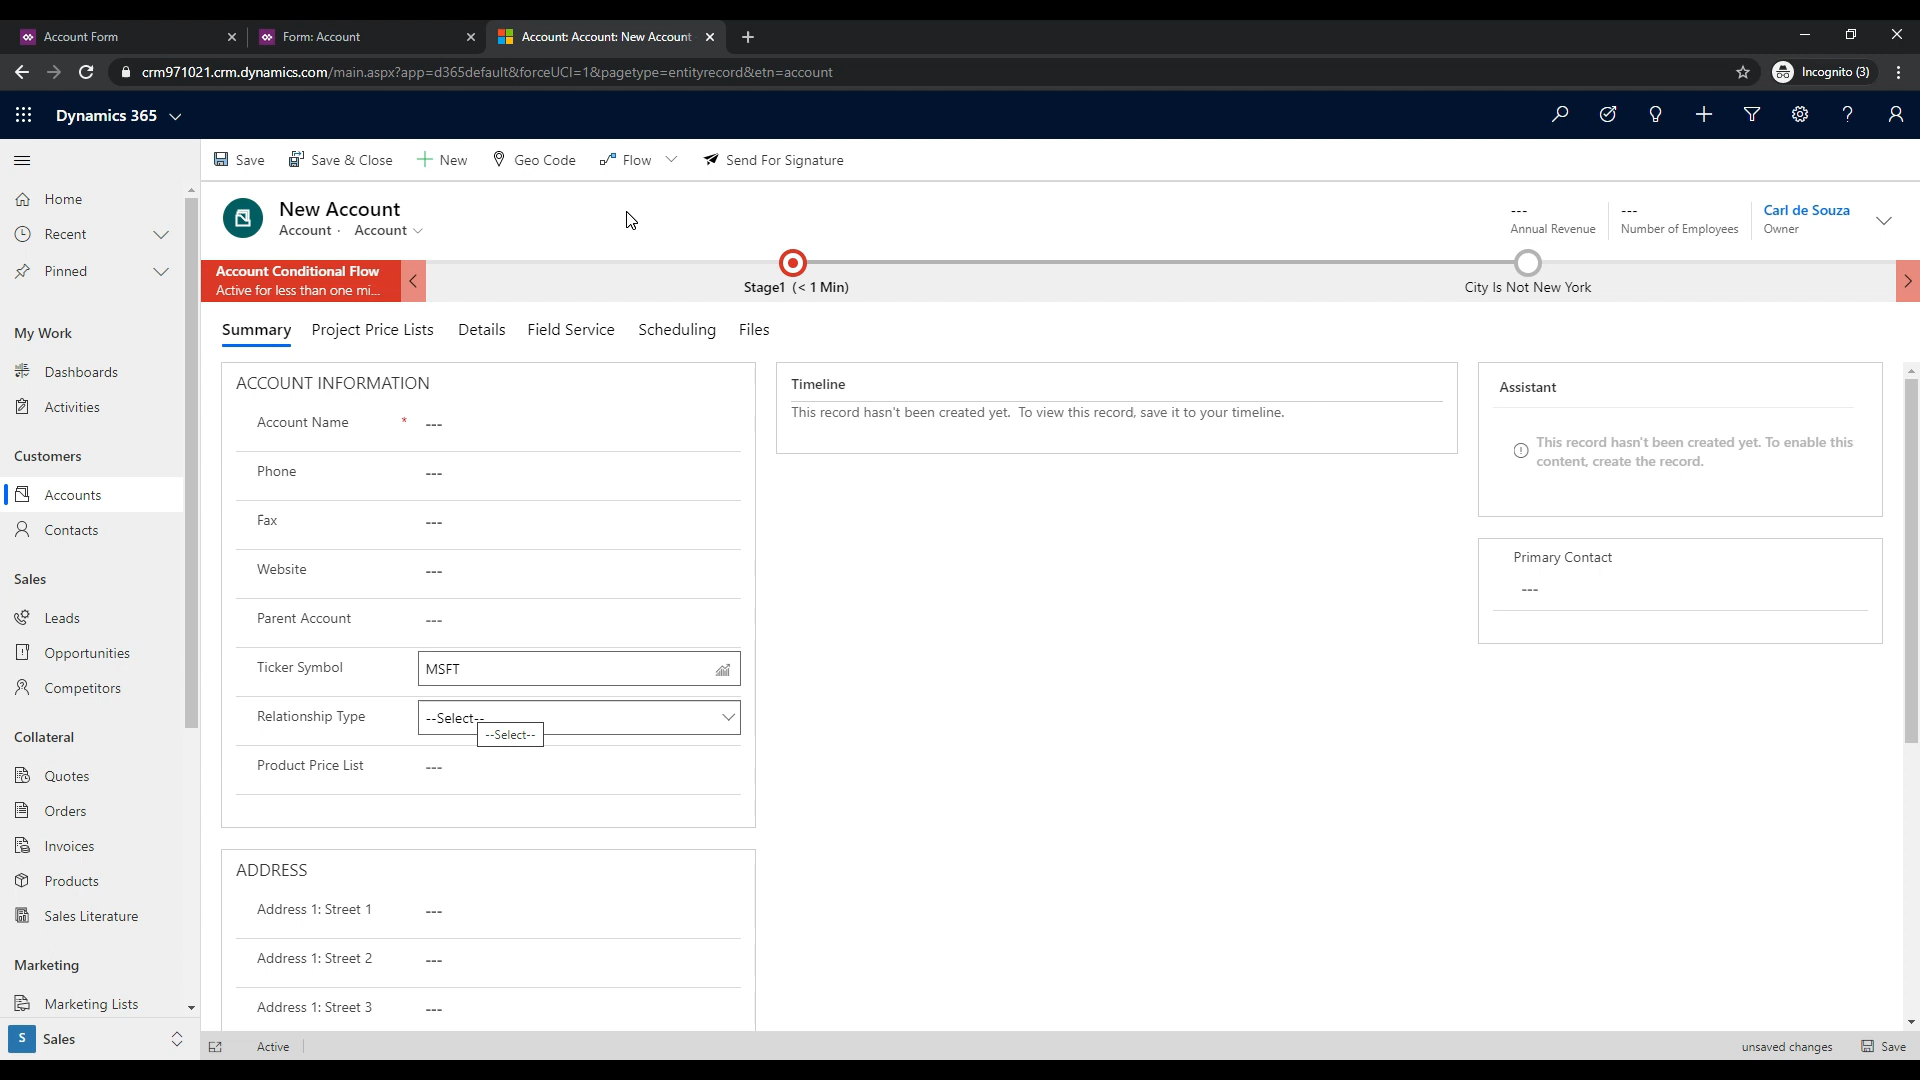 Account Form
Form: Account
Account: Account: New Account
crm971021.crm.dynamics.com/main.aspx?app=d365default&forceUCI=1&pagetype=entityrecord&etn=account
Incognito (3)
Dynamics 365
Save
Save & Close
New
Geo Code
Flow
Send For Signature
Home
Recent
Pinned
My Work
Dashboards
Activities
Customers
Accounts
Contacts
Sales
Leads
Opportunities
Competitors
Collateral
Quotes
Orders
Invoices
Products
Sales Literature
Marketing
Marketing Lists
S Sales
New Account
Account · Account
---
Annual Revenue
---
Number of Employees
Carl de Souza
Owner
Account Conditional Flow
Active for less than one mi...
Stage1 (< 1 Min)
City Is Not New York
Summary
Project Price Lists
Details
Field Service
Scheduling
Files
ACCOUNT INFORMATION
Account Name * ---
Phone ---
Fax ---
Website ---
Parent Account ---
Ticker Symbol MSFT
Relationship Type --Select--
--Select--
Product Price List ---
ADDRESS
Address 1: Street 1 ---
Address 1: Street 2 ---
Address 1: Street 3 ---
Timeline
This record hasn't been created yet. To view this record, save it to your timeline.
Assistant
This record hasn't been created yet. To enable this
content, create the record.
Primary Contact
---
Active
unsaved changes
Save